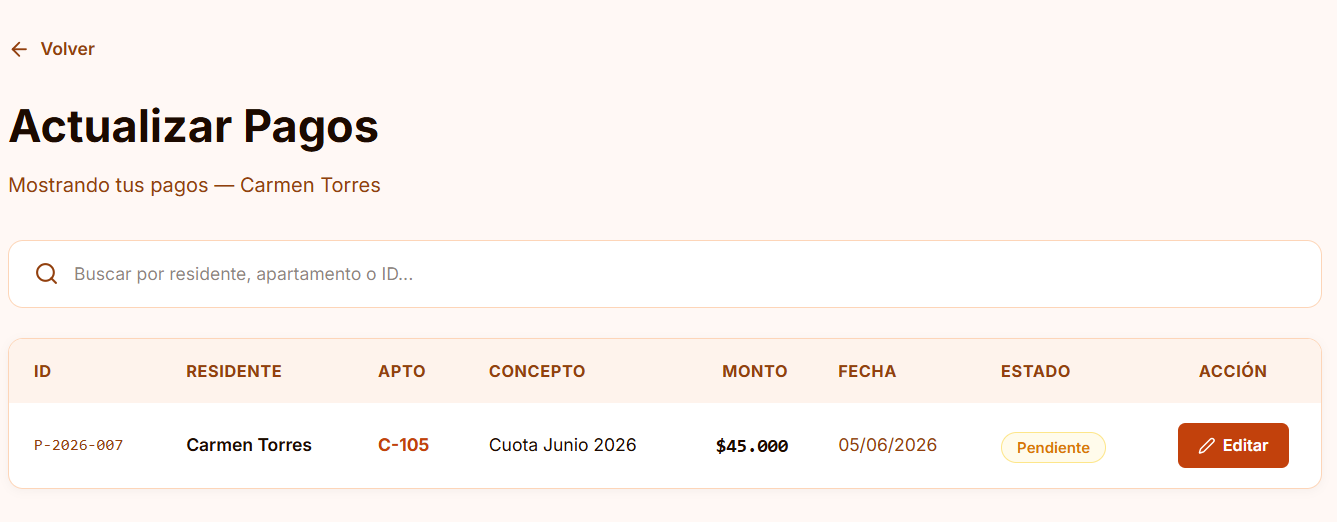 Volver
Actualizar Pagos
Mostrando tus pagos — Carmen Torres
Buscar por residente, apartamento o ID...
ID RESIDENTE APTO CONCEPTO MONTO FECHA ESTADO ACCIÓN
P-2026-007 Carmen Torres C-105 Cuota Junio 2026 $45.000 05/06/2026 Pendiente Editar